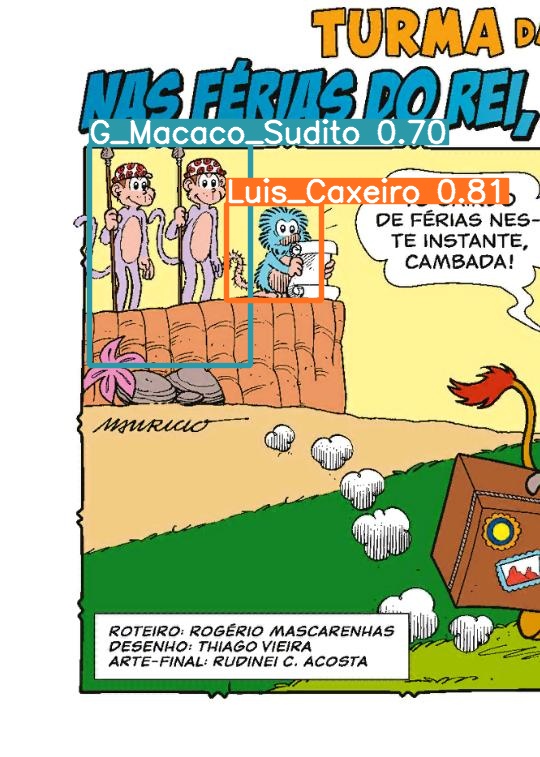 TURMA DA
NAS FÉRIAS DO REI,
G_Macaco_Sudito 0.70
Luis_Caxeiro 0.81
DE FÉRIAS NES-
TE INSTANTE,
CAMBADA!
MAURICIO
ROTEIRO: ROGÉRIO MASCARENHAS
DESENHO: THIAGO VIEIRA
ARTE-FINAL: RUDINEI C. ACOSTA